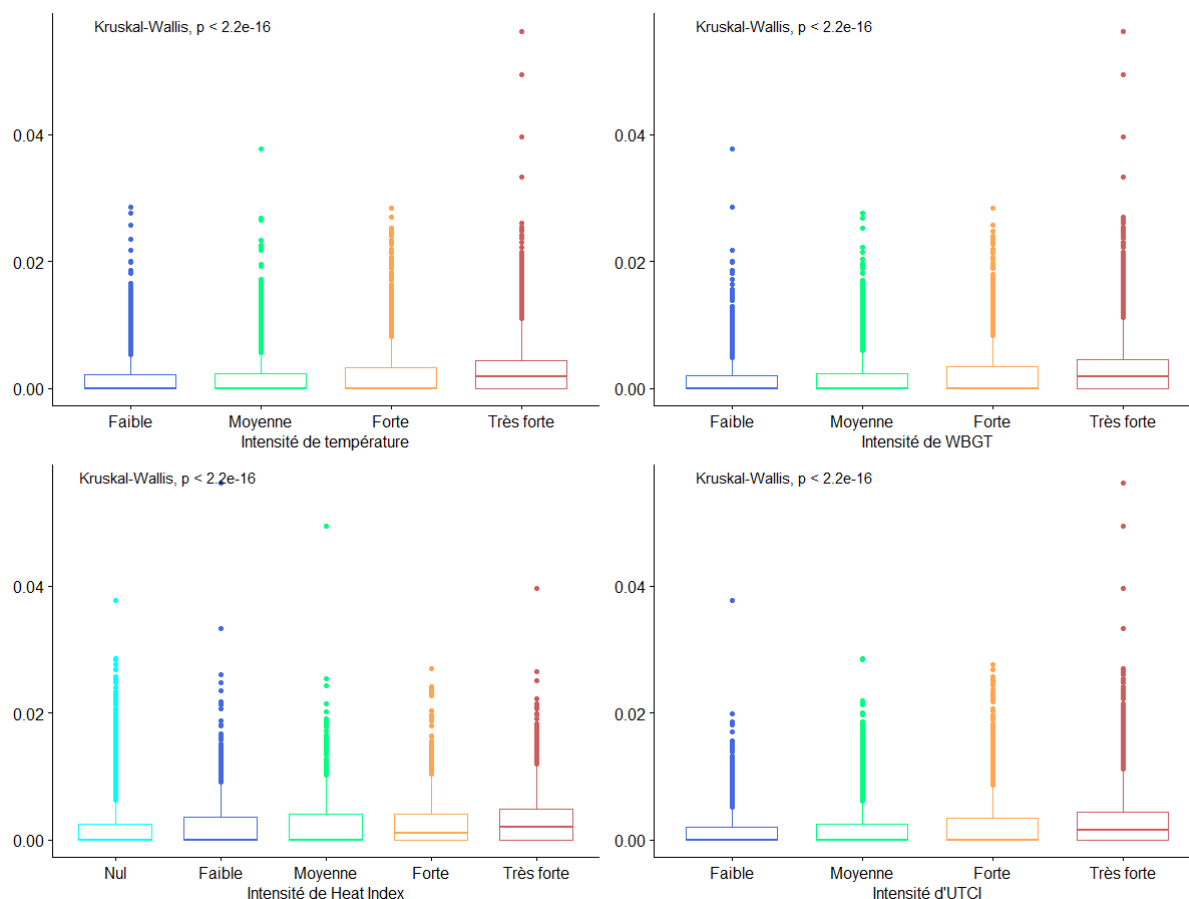 Kruskal-Wallis, p < 2.2e-16
0.04
0.02
0.00
Faible Moyenne Forte Très forte
Intensité de température
Kruskal-Wallis, p < 2.2e-16
0.04
0.02
0.00
Faible Moyenne Forte Très forte
Intensité de WBGT
Kruskal-Wallis, p < 2.2e-16
0.04
0.02
0.00
Nul Faible Moyenne Forte Très forte
Intensité de Heat Index
Kruskal-Wallis, p < 2.2e-16
0.04
0.02
0.00
Faible Moyenne Forte Très forte
Intensité d'UTCI